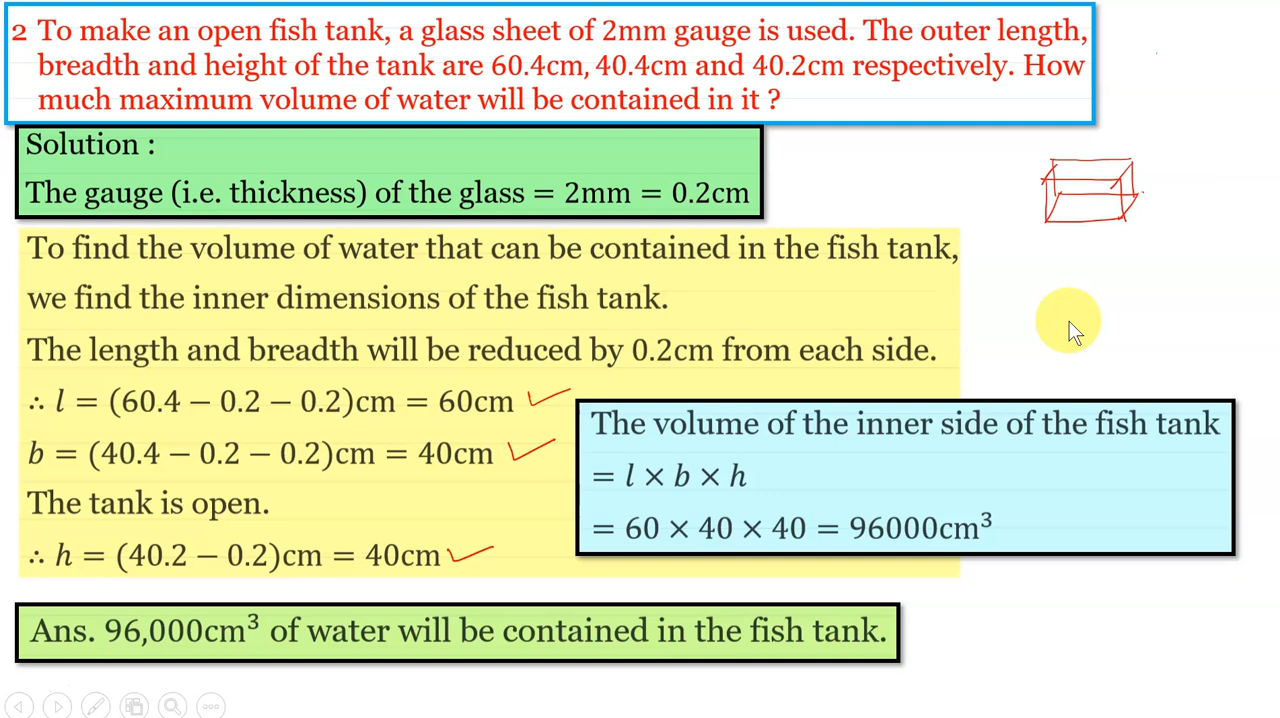 2 To make an open fish tank, a glass sheet of 2mm gauge is used. The outer length,
breadth and height of the tank are 60.4cm, 40.4cm and 40.2cm respectively. How
much maximum volume of water will be contained in it ?
Solution :
The gauge (i.e. thickness) of the glass = 2mm = 0.2cm
To find the volume of water that can be contained in the fish tank,
we find the inner dimensions of the fish tank.
The length and breadth will be reduced by 0.2cm from each side.
∴ l = (60.4 − 0.2 − 0.2)cm = 60cm
b = (40.4 − 0.2 − 0.2)cm = 40cm
The tank is open.
∴ h = (40.2 − 0.2)cm = 40cm
The volume of the inner side of the fish tank
= l × b × h
= 60 × 40 × 40 = 96000cm³
Ans. 96,000cm³ of water will be contained in the fish tank.